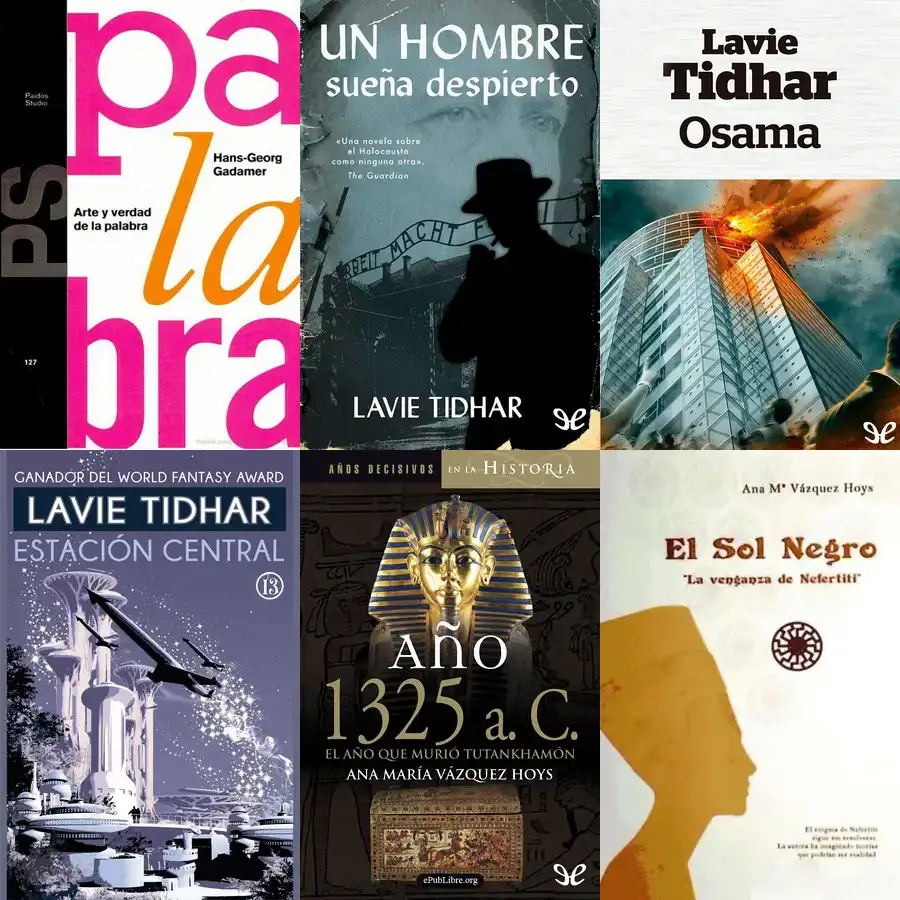 Paidós
Studio
PS
127
pa
la
bra
Hans-Georg
Gadamer
Arte y verdad
de la palabra
UN HOMBRE
sueña despierto
«Una novela sobre
el Holocausto
como ninguna otra».
The Guardian
ARBEIT MACHT F
LAVIE TIDHAR
Lavie
Tidhar
Osama
GANADOR DEL WORLD FANTASY AWARD
LAVIE TIDHAR
ESTACIÓN CENTRAL
13
AÑOS DECISIVOS EN LA HISTORIA
AÑO
1325 a. C.
EL AÑO QUE MURIÓ TUTANKHAMÓN
ANA MARÍA VÁZQUEZ HOYS
ePubLibre.org
Ana Mª Vázquez Hoys
El Sol Negro
"La venganza de Nefertiti"
El enigma de Nefertiti
sigue sin resolverse.
La autora ha imaginado teorías
que podrían ser realidad